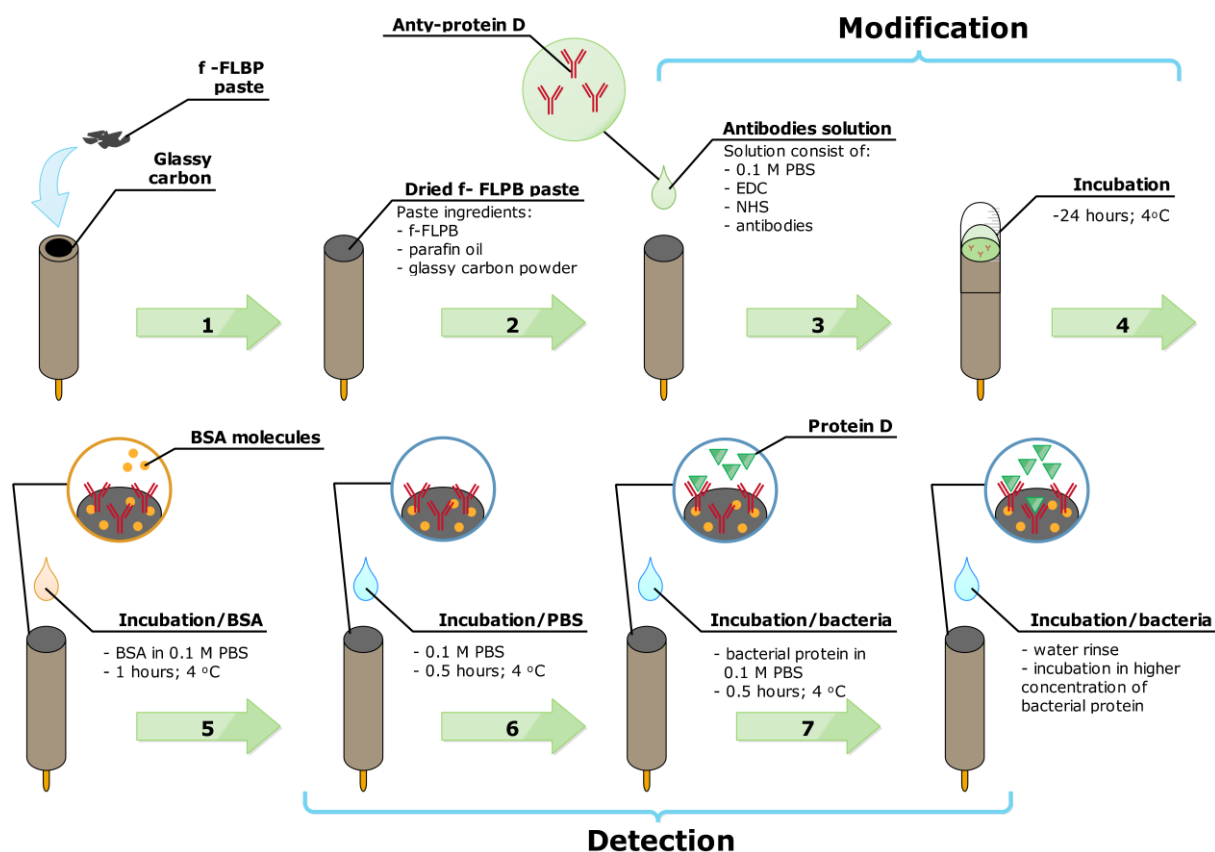 Modification
Anty-protein D
f -FLBP
paste
Glassy
carbon
Dried f- FLPB paste
Paste ingredients:
- f-FLPB
- parafin oil
- glassy carbon powder
Antibodies solution
Solution consist of:
- 0.1 M PBS
- EDC
- NHS
- antibodies
Incubation
-24 hours; 4ºC
1
2
3
4
BSA molecules
Protein D
Incubation/BSA
- BSA in 0.1 M PBS
- 1 hours; 4 ºC
Incubation/PBS
- 0.1 M PBS
- 0.5 hours; 4 ºC
Incubation/bacteria
- bacterial protein in
0.1 M PBS
- 0.5 hours; 4 ºC
Incubation/bacteria
- water rinse
- incubation in higher
concentration of
bacterial protein
5
6
7
Detection